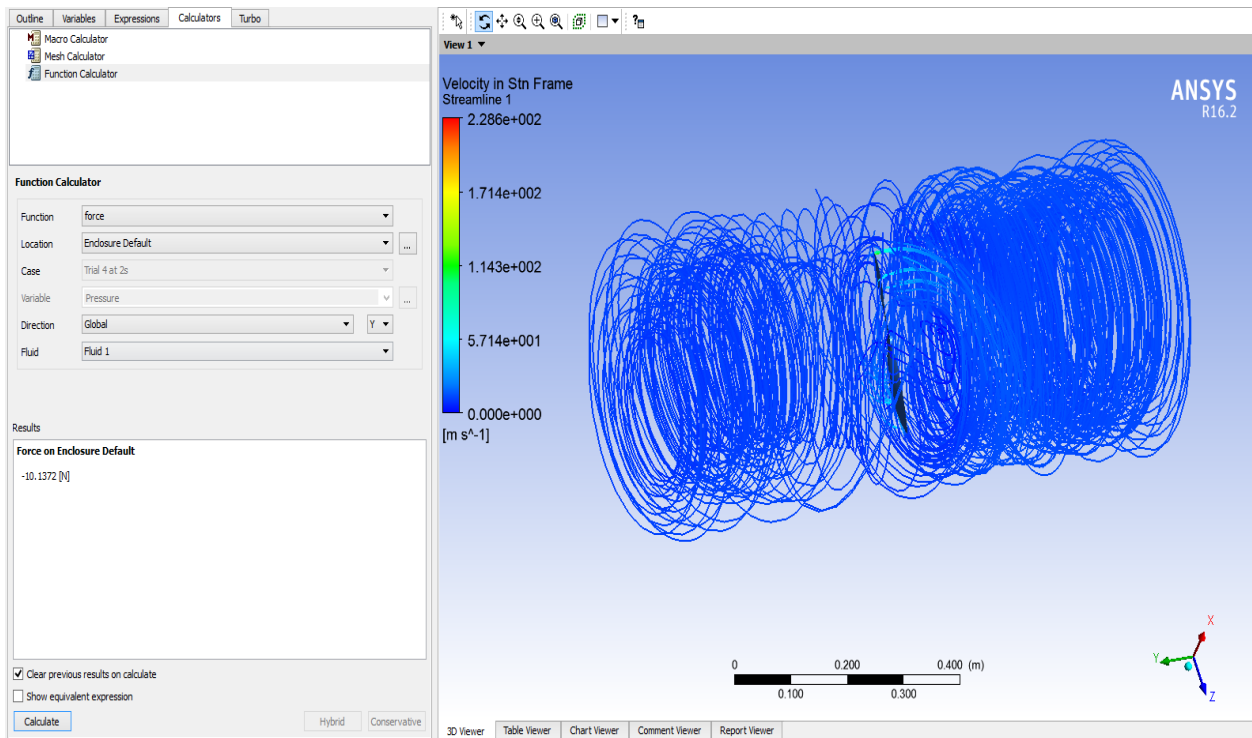 Outline Variables Expressions Calculators Turbo
Macro Calculator
Mesh Calculator
Function Calculator
Function Calculator
Function force
Location Enclosure Default ...
Case Trial 4 at 2s
Variable Pressure ...
Direction Global Y
Fluid Fluid 1
Results
Force on Enclosure Default
-10.1372 [N]
Clear previous results on calculate
Show equivalent expression
Calculate Hybrid Conservative
View 1
Velocity in Stn Frame
Streamline 1
2.286e+002
1.714e+002
1.143e+002
5.714e+001
0.000e+000
[m s^-1]
ANSYS
R16.2
0 0.200 0.400 (m)
0.100 0.300
X
Y
Z
3D Viewer Table Viewer Chart Viewer Comment Viewer Report Viewer